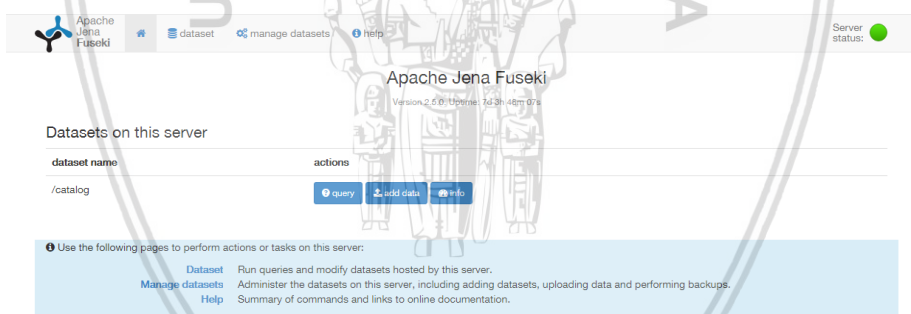 Apache
Jena
Fuseki
dataset
manage datasets
help
Server
status:
Apache Jena Fuseki
Version 2.5.0. Uptime: 7d 3h 46m 07s
Datasets on this server
dataset name actions
/catalog query add data info
Use the following pages to perform actions or tasks on this server:
Dataset Run queries and modify datasets hosted by this server.
Manage datasets Administer the datasets on this server, including adding datasets, uploading data and performing backups.
Help Summary of commands and links to online documentation.